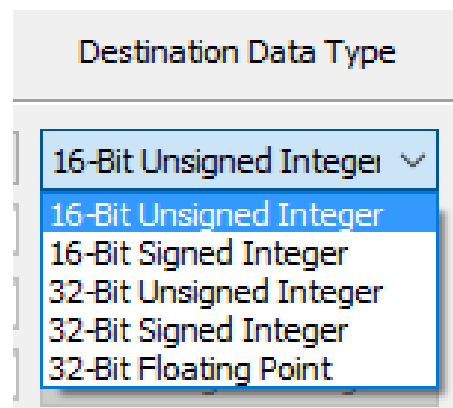 Destination Data Type
16-Bit Unsigned Intege
16-Bit Unsigned Integer
16-Bit Signed Integer
32-Bit Unsigned Integer
32-Bit Signed Integer
32-Bit Floating Point